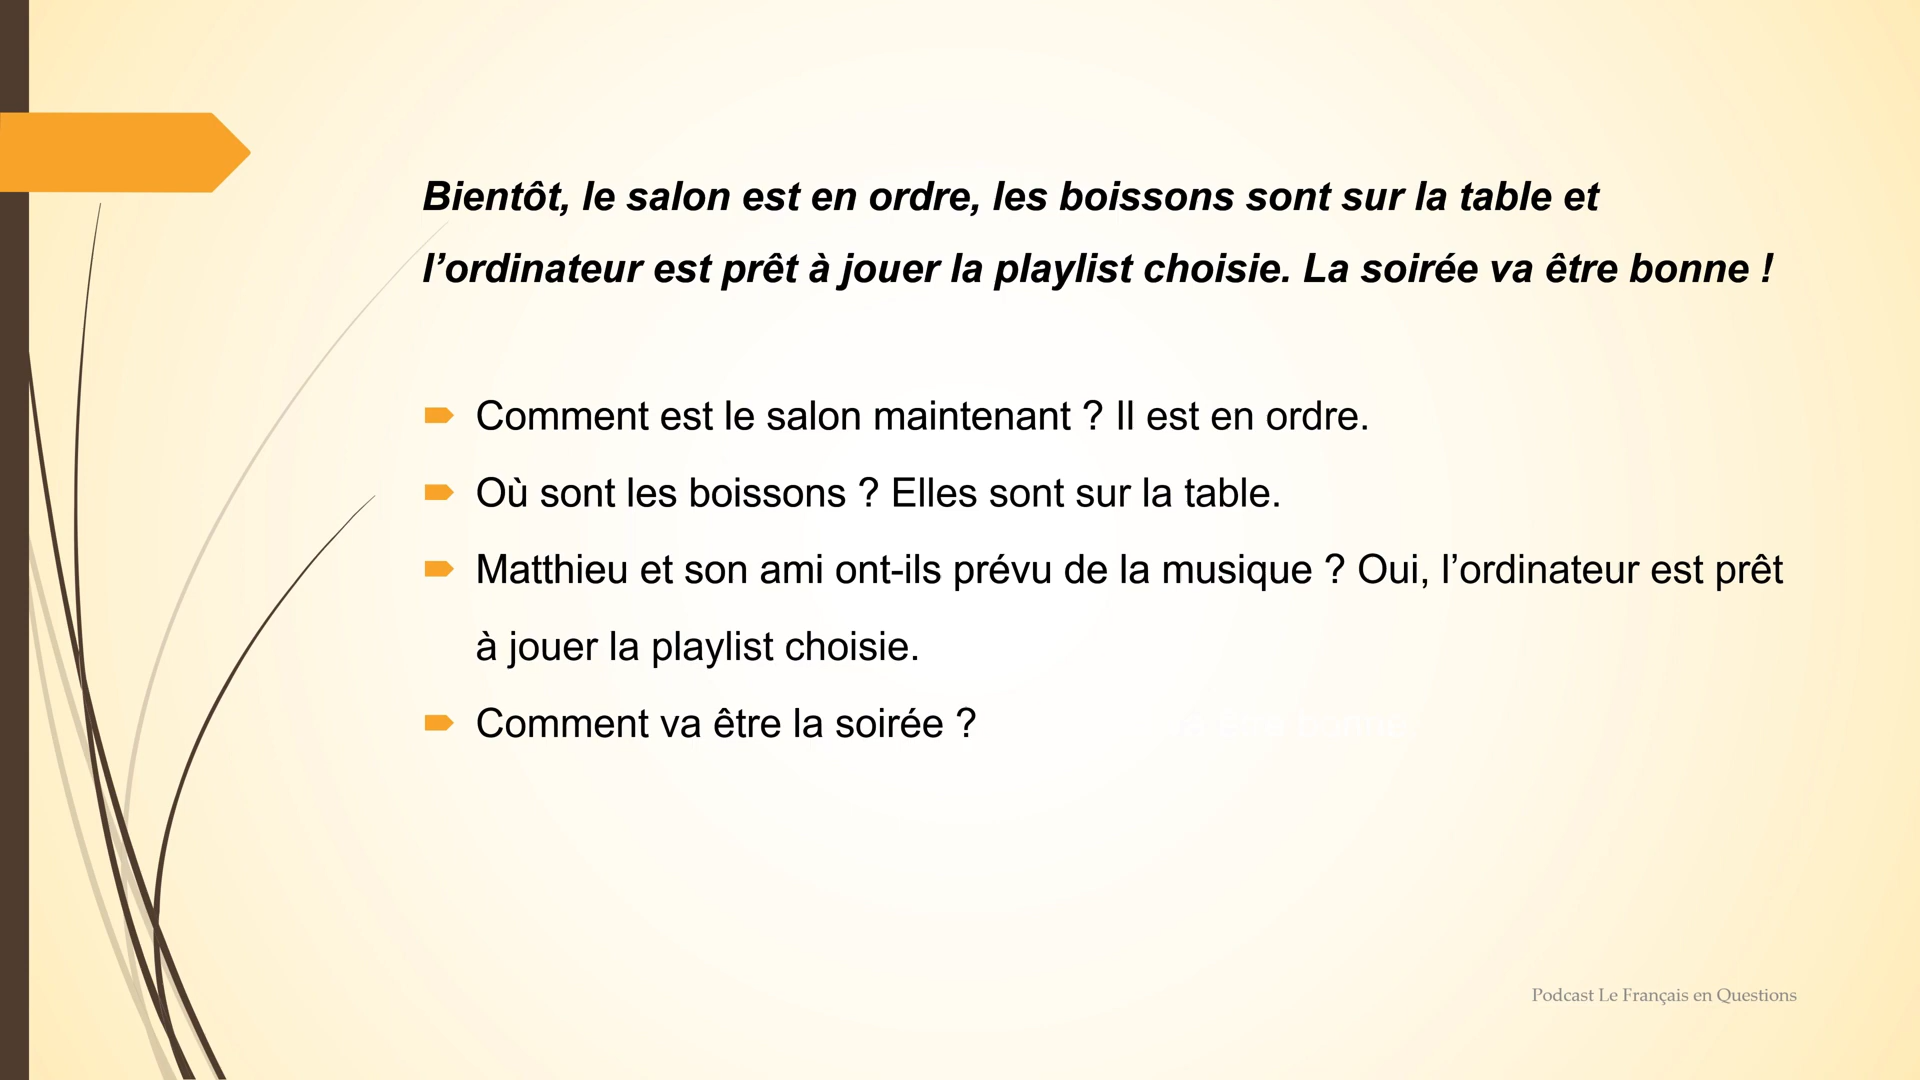 Bientôt, le salon est en ordre, les boissons sont sur la table et
l’ordinateur est prêt à jouer la playlist choisie. La soirée va être bonne !
Comment est le salon maintenant ? Il est en ordre.
Où sont les boissons ? Elles sont sur la table.
Matthieu et son ami ont-ils prévu de la musique ? Oui, l’ordinateur est prêt
à jouer la playlist choisie.
Comment va être la soirée ?
Podcast Le Français en Questions